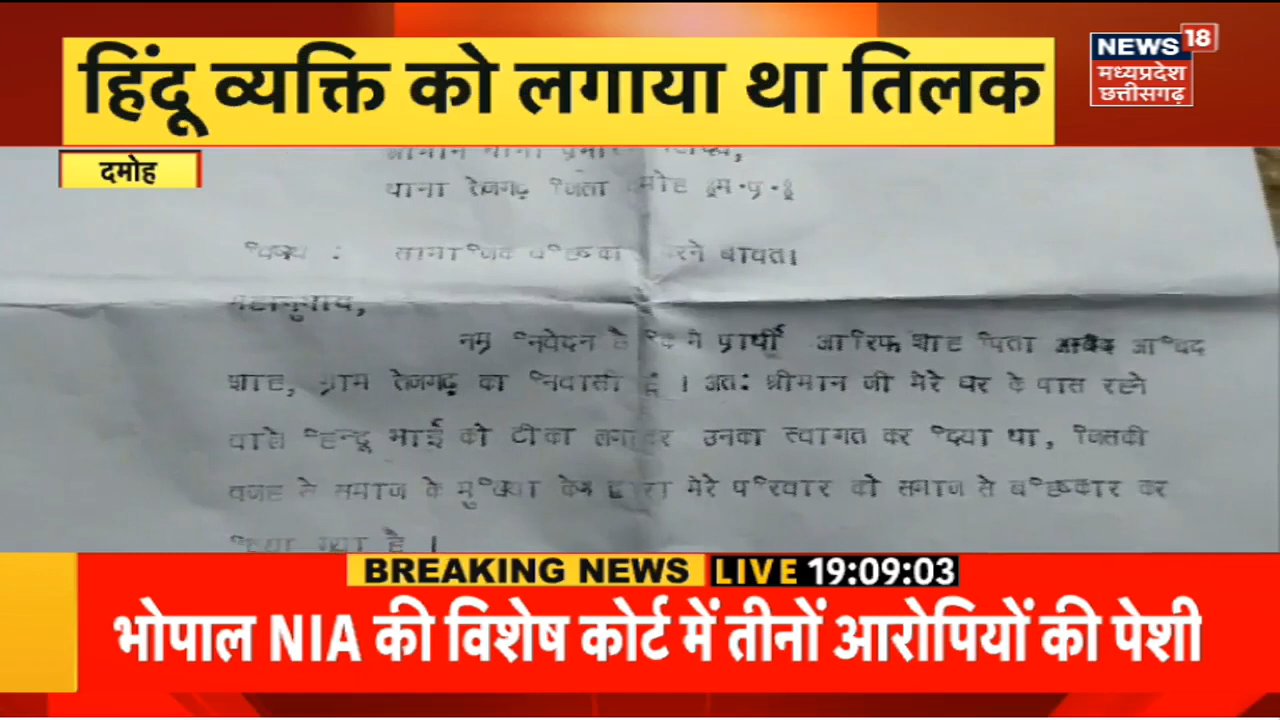 हिंदू व्यक्ति को लगाया था तिलक
NEWS 18
मध्यप्रदेश
छत्तीसगढ़
दमोह
थाना तेजगढ़ जिला दमोह म.प्र.
विषय : सामाजिक बहिष्कार करने बावत।
महानुभाव,
नम्र निवेदन है कि मै प्रार्थी आरिफ शाह पिता आबिद
शाह, ग्राम तेजगढ़ का निवासी हूं । अतः श्रीमान जी मेरे घर के पास रहने
वाले हिन्दू भाई को टीका लगाकर उनका स्वागत कर दिया था, जिसकी
वजह से समाज के मुखिया द्वारा मेरे परिवार को समाज से बहिष्कार कर
दिया गया है ।
BREAKING NEWS LIVE 19:09:03
भोपाल NIA की विशेष कोर्ट में तीनों आरोपियों की पेशी